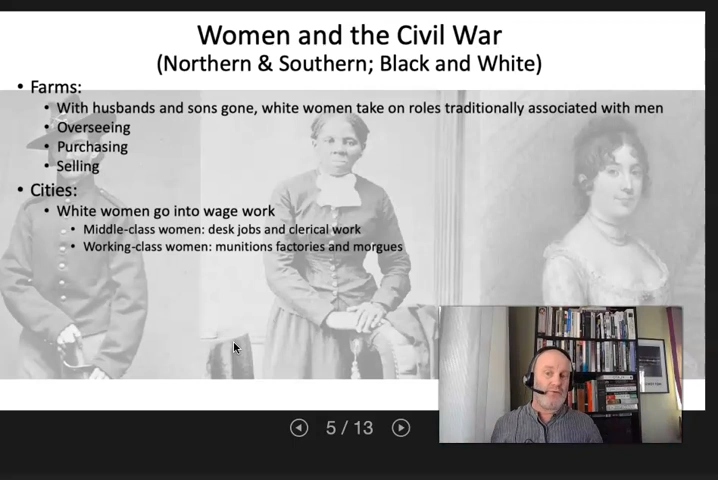 Women and the Civil War
(Northern & Southern; Black and White)
• Farms:
• With husbands and sons gone, white women take on roles traditionally associated with men
• Overseeing
• Purchasing
• Selling
• Cities:
• White women go into wage work
• Middle-class women: desk jobs and clerical work
• Working-class women: munitions factories and morgues
5 / 13